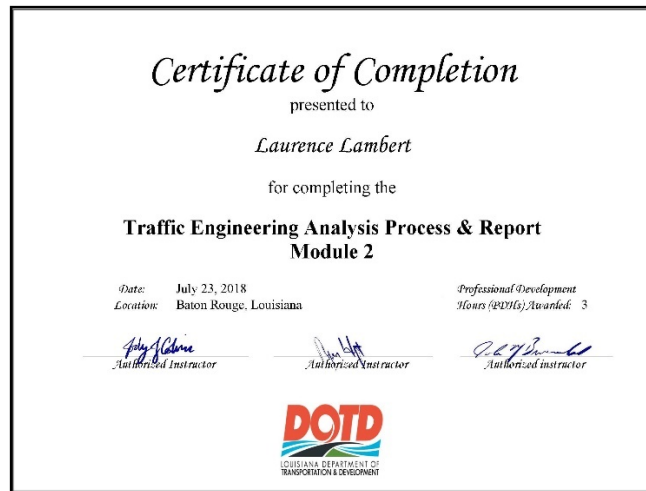 Certificate of Completion
presented to
Laurence Lambert
for completing the
Traffic Engineering Analysis Process & Report
Module 2
Date: July 23, 2018
Location: Baton Rouge, Louisiana
Professional Development
Hours (PDHs) Awarded: 3
Authorized Instructor
Authorized Instructor
Authorized instructor
DOTD
LOUISIANA DEPARTMENT OF
TRANSPORTATION & DEVELOPMENT